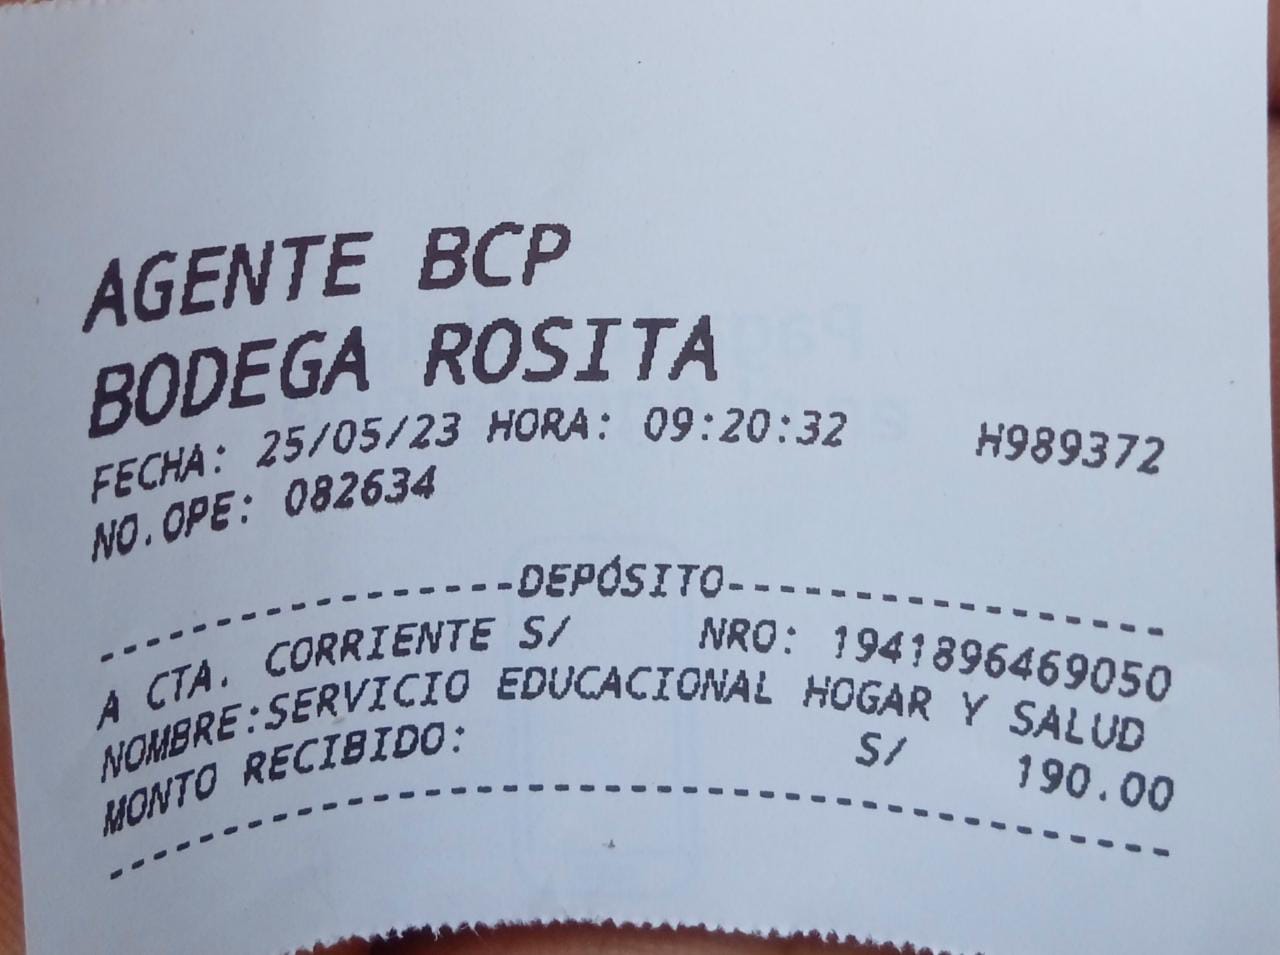 AGENTE BCP
BODEGA ROSITA
FECHA: 25/05/23 HORA: 09:20:32 H989372
NO.OPE: 082634
---------------DEPÓSITO----------------
A CTA. CORRIENTE S/ NRO: 1941896469050
NOMBRE:SERVICIO EDUCACIONAL HOGAR Y SALUD
MONTO RECIBIDO: S/ 190.00